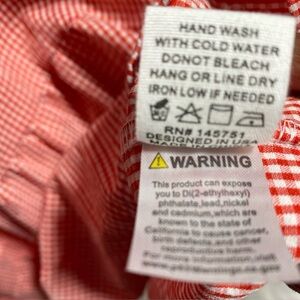 HAND WASH
WITH COLD WATER
DONOT BLEACH
HANG OR LINE DRY
IRON LOW IF NEEDED
RN# 145751
DESIGNED IN USA
WARNING
This product can expose
you to Di(2-ethylhexyl)
phthalate,lead,nickel
and cadmium,which are
known to the state of
California to cause cancer,
birth defects,and other
reproductive harm.
For more information,visit
www.p65warnings.ca.gov